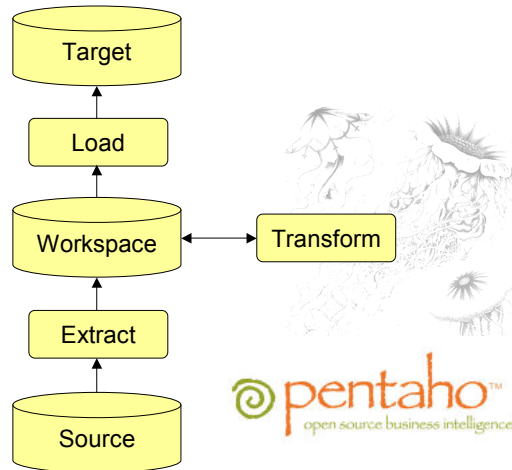 Target
Load
Workspace
Transform
Extract
Source
pentaho™
open source business intelligence